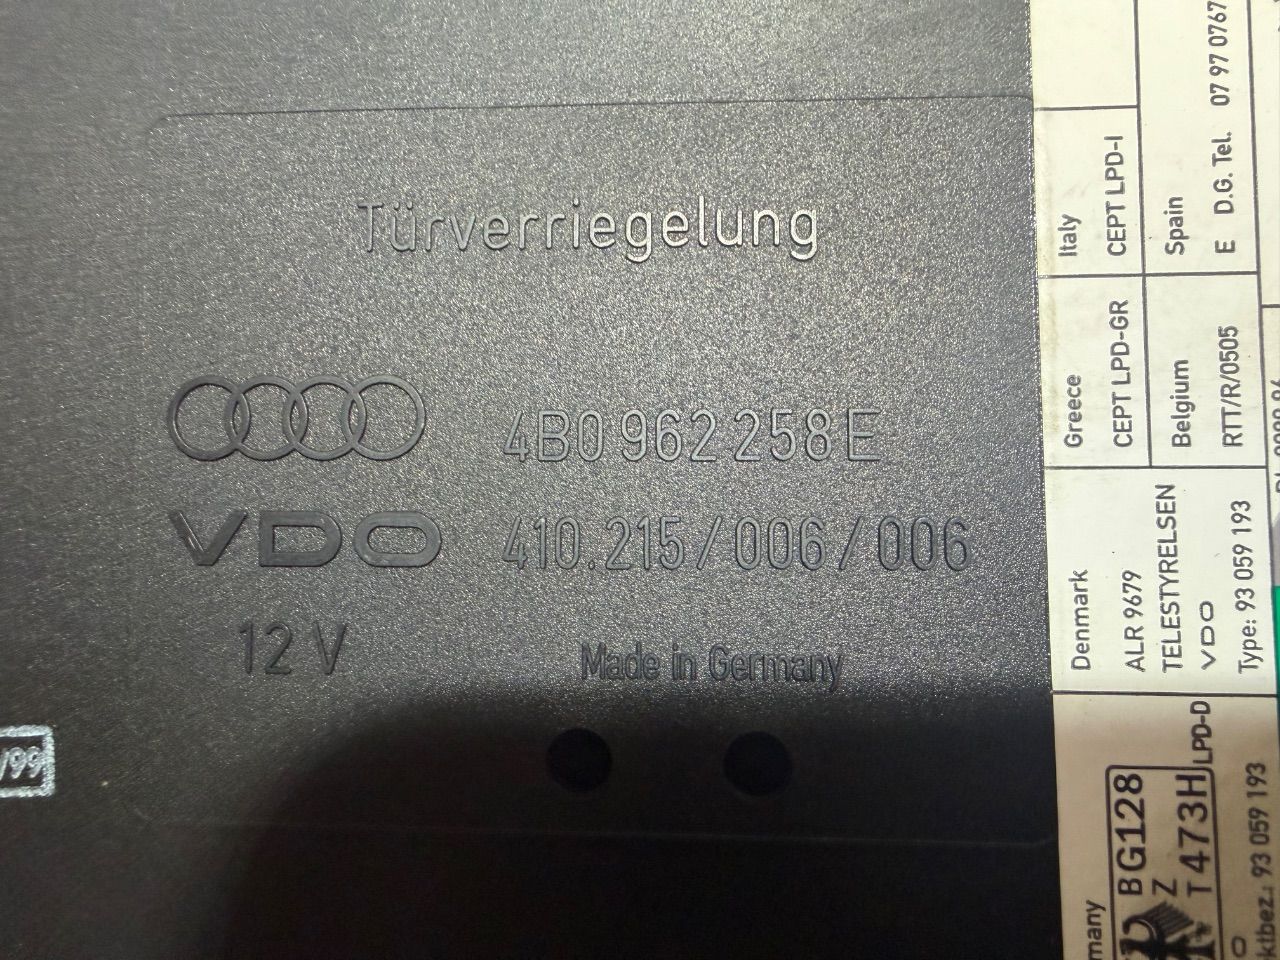 Türverriegelung
4B0 962 258 E
VDO 410.215/006/006
12 V
Made in Germany
/99
Italy
CEPT LPD-I
Spain
E D.G. Tel. 07 97 0767
Greece
CEPT LPD-GR
Belgium
RTT/R/0505
Denmark
ALR 9679
TELESTYRELSEN
VDO
Type: 93 059 193
BG128
Z
T473H
LPD-D
93 059 193